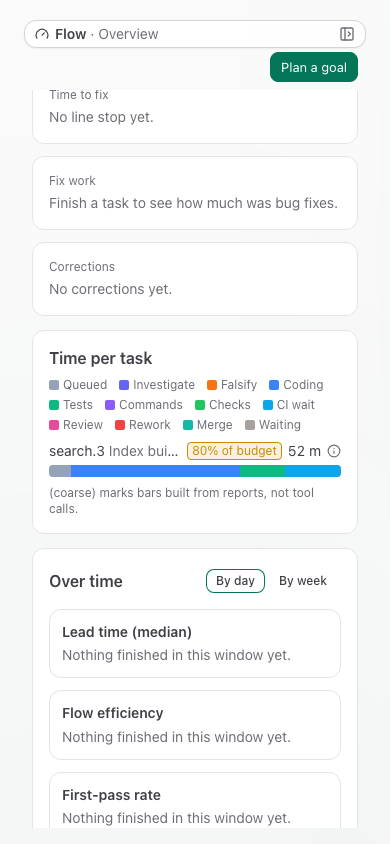 Flow · Overview
Plan a goal
Time to fix
No line stop yet.
Fix work
Finish a task to see how much was bug fixes.
Corrections
No corrections yet.
Time per task
Queued Investigate Falsify Coding
Tests Commands Checks CI wait
Review Rework Merge Waiting
search.3 Index bui... 80% of budget 52 m
(coarse) marks bars built from reports, not tool
calls.
Over time By day By week
Lead time (median)
Nothing finished in this window yet.
Flow efficiency
Nothing finished in this window yet.
First-pass rate
Nothing finished in this window yet.